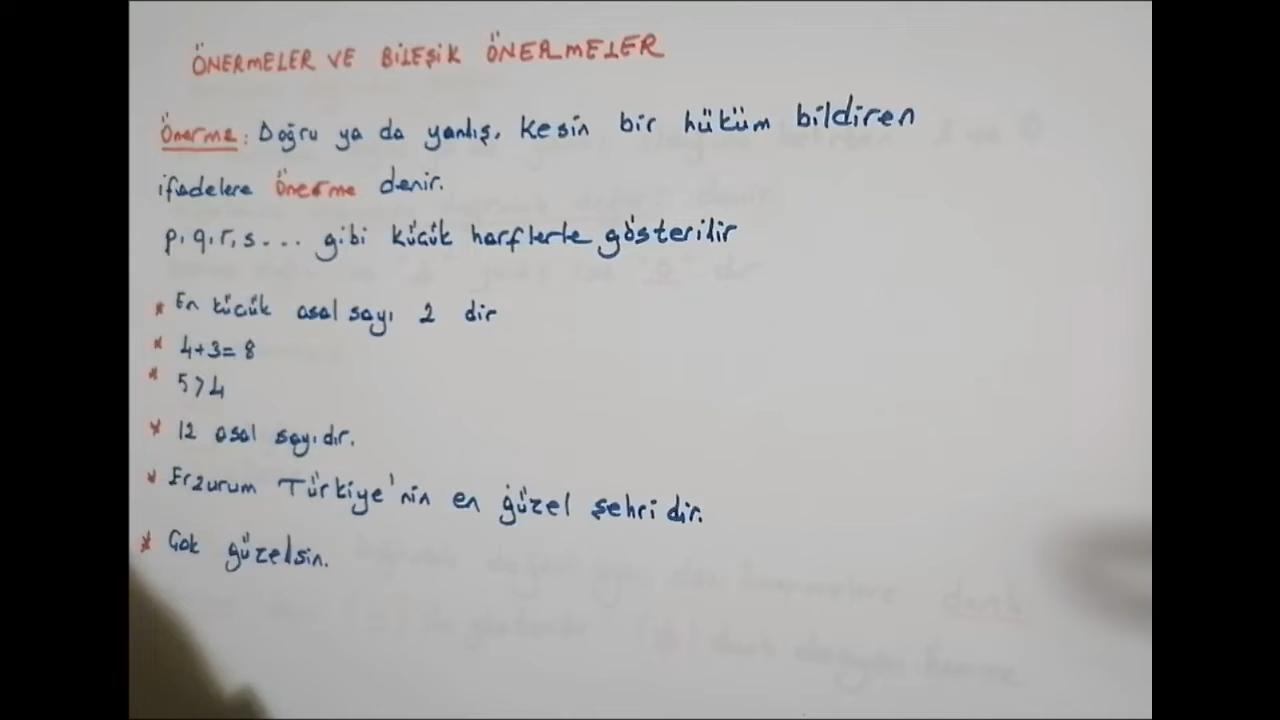 ÖNERMELER VE BİLEŞİK ÖNERMELER
Önerme: Doğru ya da yanlış, kesin bir hüküm bildiren
ifadelere önerme denir.
p,q,r,s... gibi küçük harflerle gösterilir
* En küçük asal sayı 2 dir
* 4+3=8
* 5>4
* 12 asal sayıdır.
* Erzurum Türkiye'nin en güzel şehridir.
* Çok güzelsin.